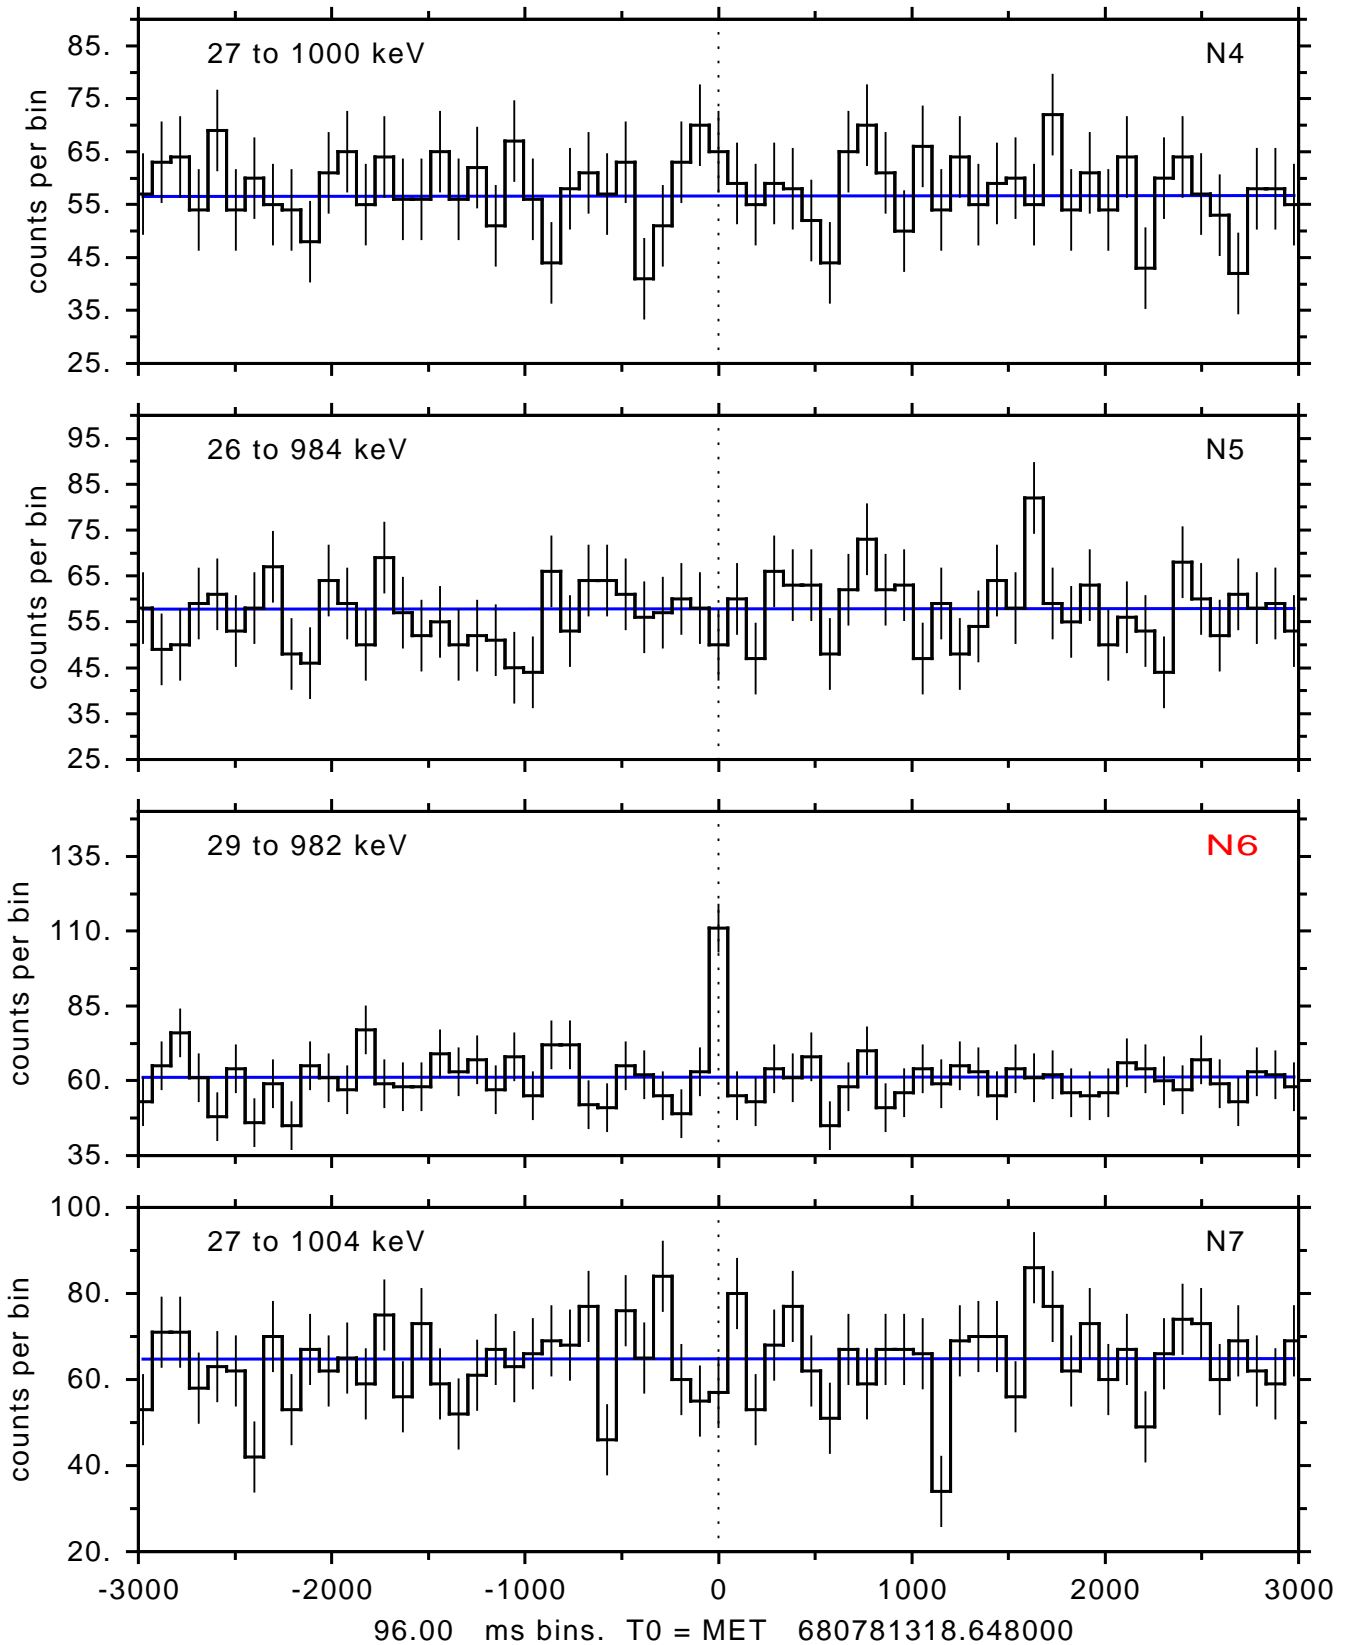 27 to 1000 keV N4
85.
75.
65.
55.
45.
35.
25.
counts per bin
26 to 984 keV N5
95.
85.
75.
65.
55.
45.
35.
25.
counts per bin
29 to 982 keV N6
135.
110.
85.
60.
35.
counts per bin
27 to 1004 keV N7
100.
80.
60.
40.
20.
counts per bin
-3000 -2000 -1000 0 1000 2000 3000
96.00 ms bins. T0 = MET 680781318.648000